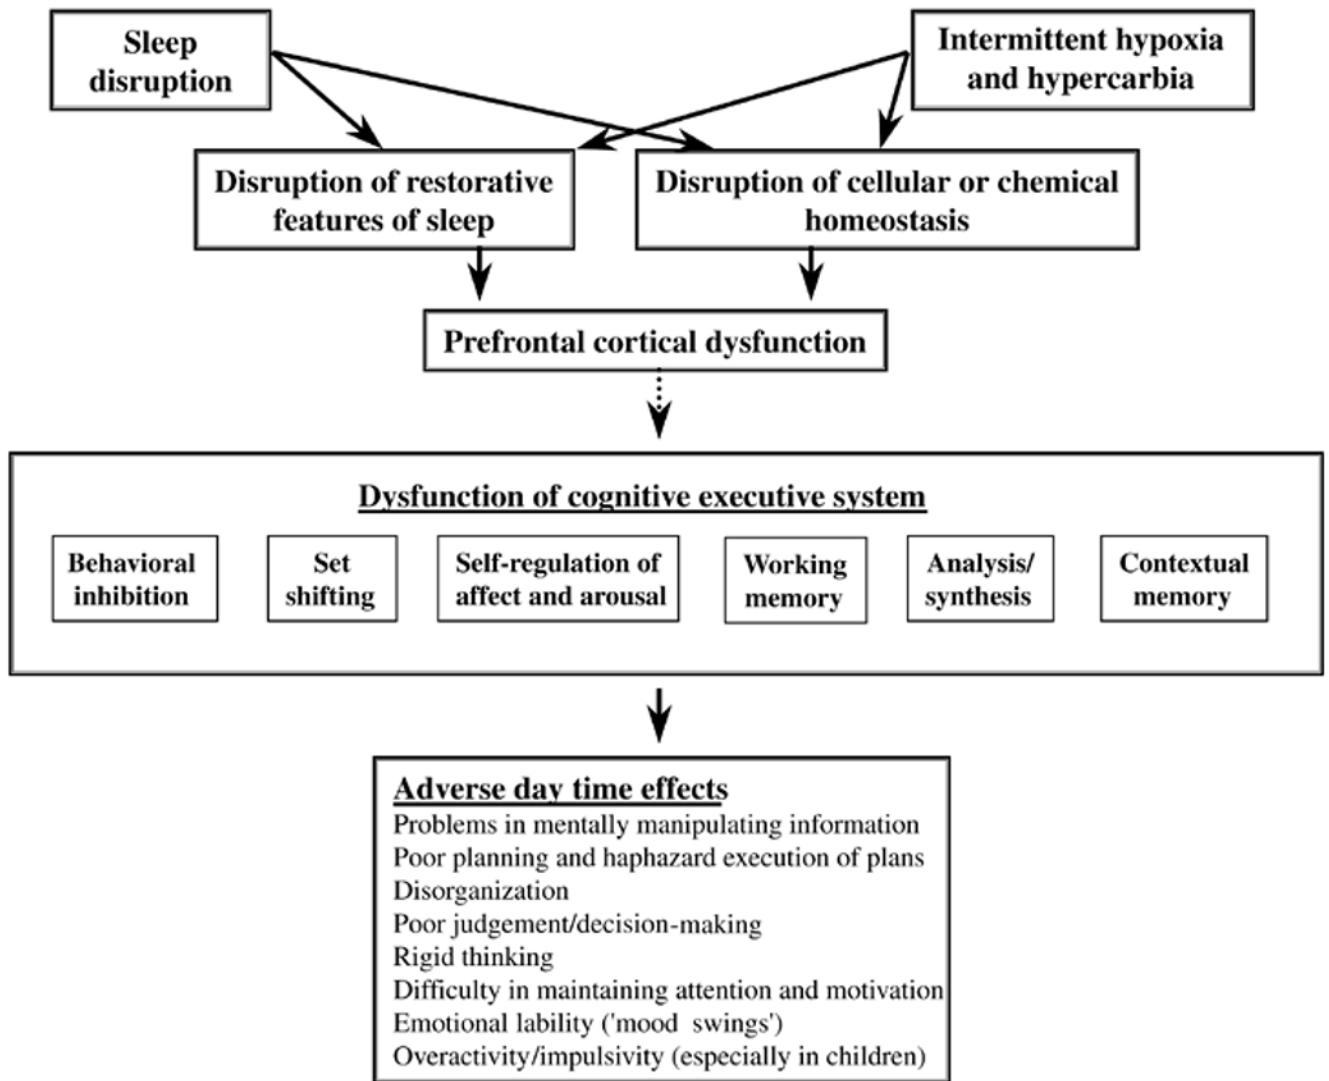 Sleep
disruption
Intermittent hypoxia
and hypercarbia
Disruption of restorative
features of sleep
Disruption of cellular or chemical
homeostasis
Prefrontal cortical dysfunction
Dysfunction of cognitive executive system
Behavioral
inhibition
Set
shifting
Self-regulation of
affect and arousal
Working
memory
Analysis/
synthesis
Contextual
memory
Adverse day time effects
Problems in mentally manipulating information
Poor planning and haphazard execution of plans
Disorganization
Poor judgement/decision-making
Rigid thinking
Difficulty in maintaining attention and motivation
Emotional lability ('mood swings')
Overactivity/impulsivity (especially in children)